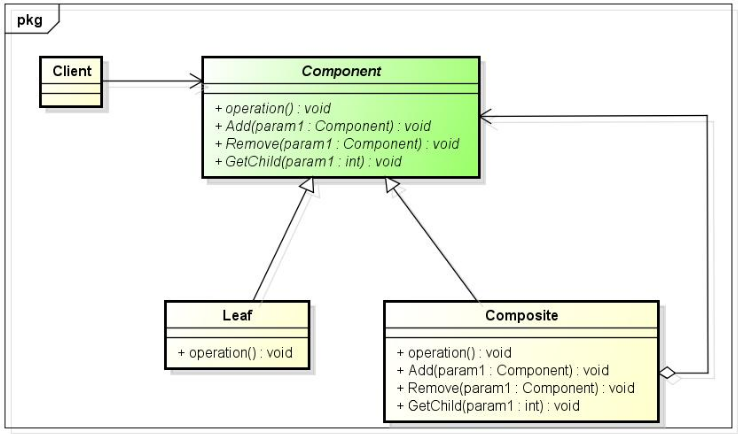 pkg
Client
Component
+ operation() : void
+ Add(param1 : Component) : void
+ Remove(param1 : Component) : void
+ GetChild(param1 : int) : void
Leaf
+ operation() : void
Composite
+ operation() : void
+ Add(param1 : Component) : void
+ Remove(param1 : Component) : void
+ GetChild(param1 : int) : void